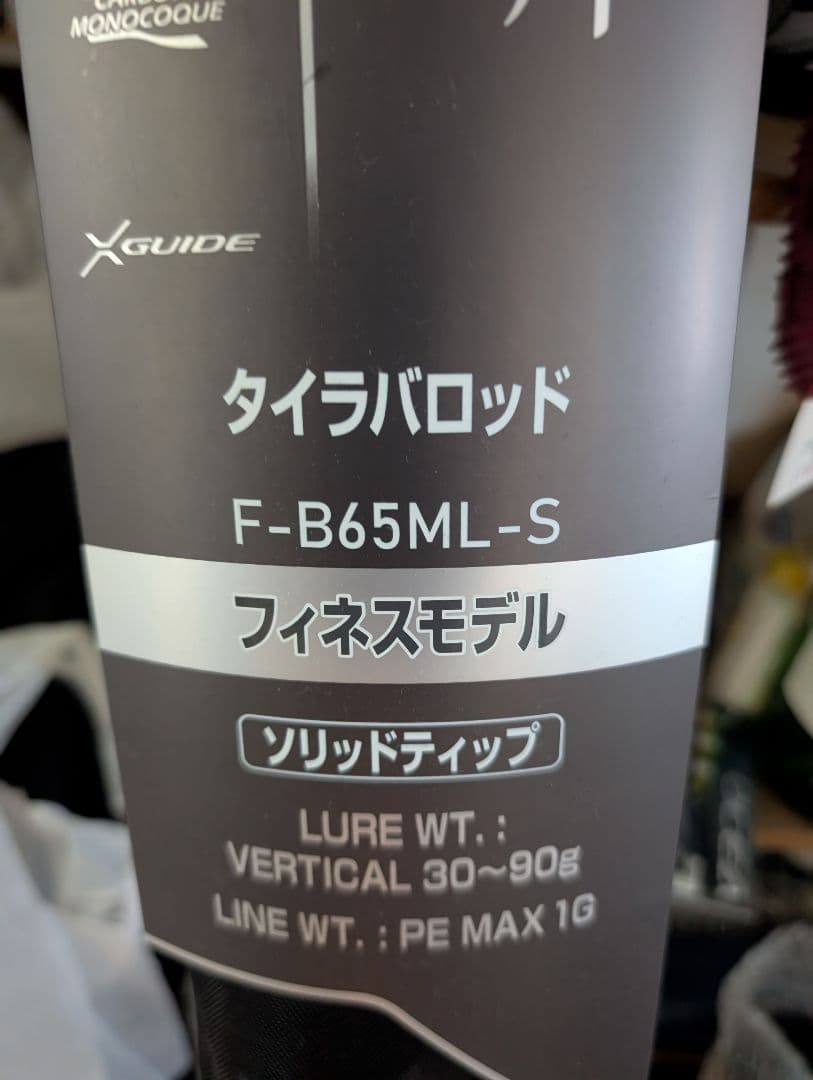 MONOCOQUE
XGUIDE
タイラバロッド
F-B65ML-S
フィネスモデル
ソリッドティップ
LURE WT. :
VERTICAL 30~90g
LINE WT. : PE MAX 1G